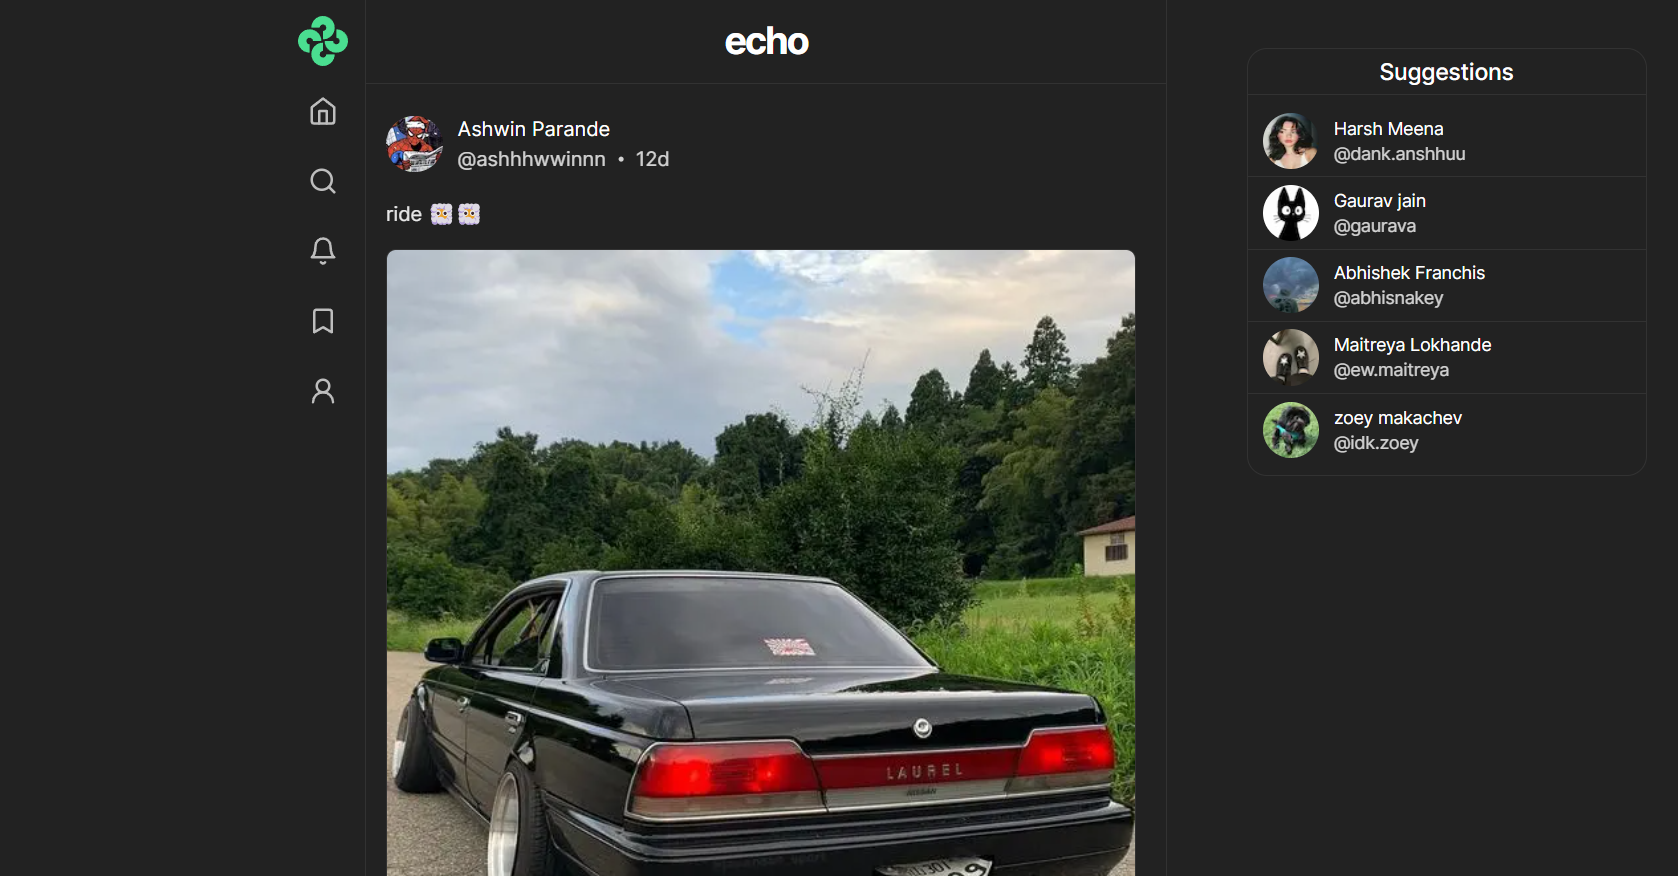 echo
Ashwin Parande
@ashhhwwinnn • 12d
ride
LAUREL
NISSAN
Suggestions
Harsh Meena
@dank.anshhuu
Gaurav jain
@gaurava
Abhishek Franchis
@abhisnakey
Maitreya Lokhande
@ew.maitreya
zoey makachev
@idk.zoey